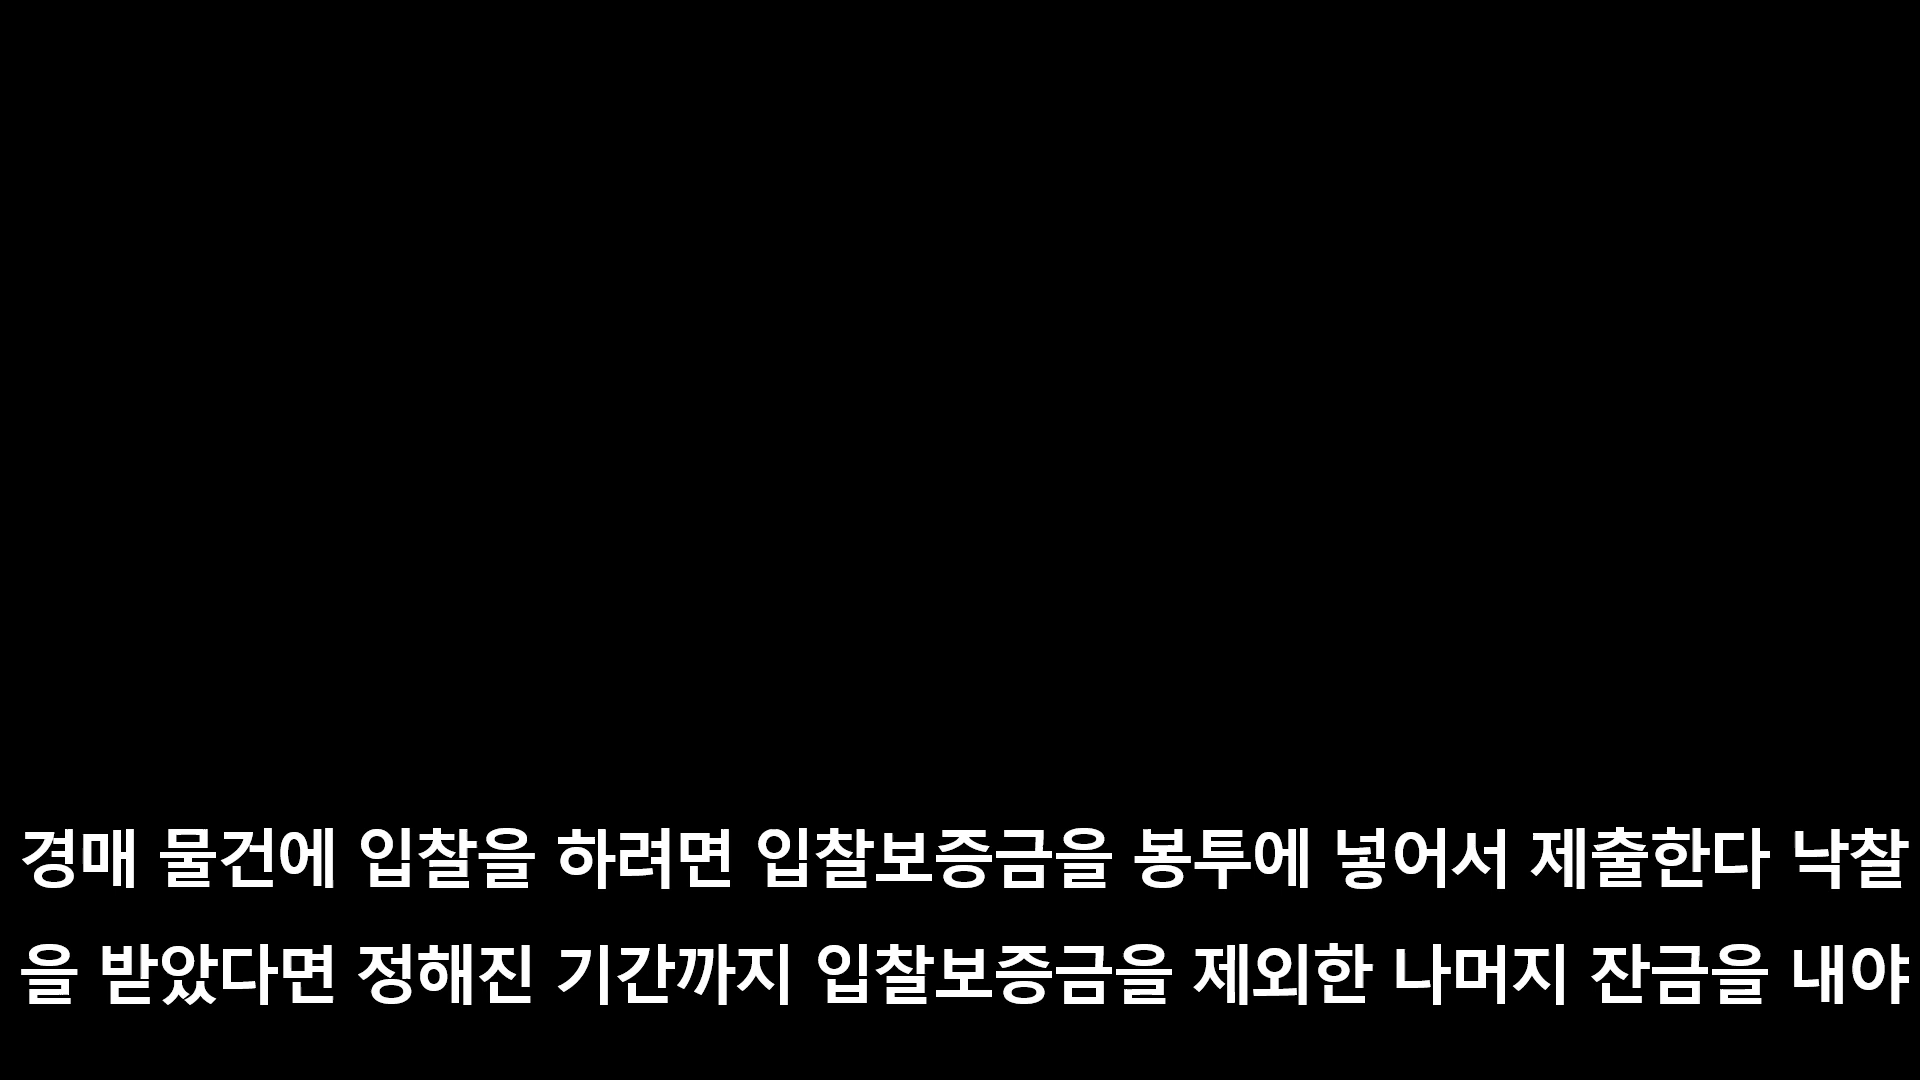 경매 물건에 입찰을 하려면 입찰보증금을 봉투에 넣어서 제출한다 낙찰
을 받았다면 정해진 기간까지 입찰보증금을 제외한 나머지 잔금을 내야